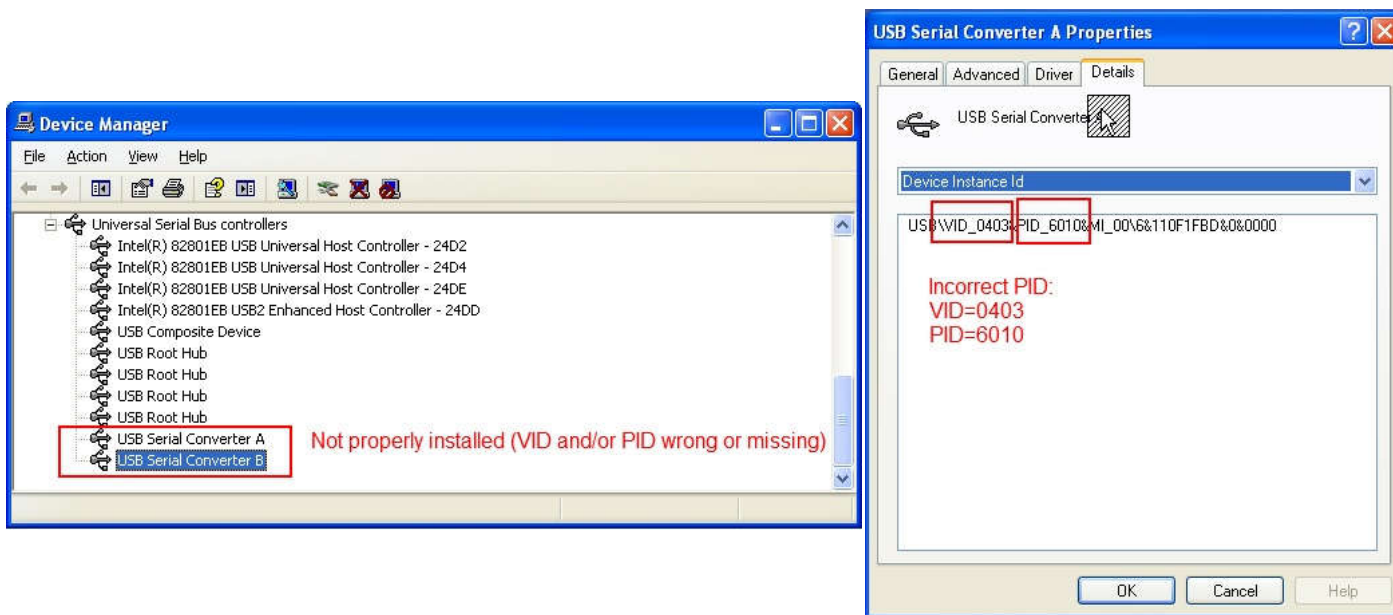 Device Manager
File Action View Help
Universal Serial Bus controllers
Intel(R) 82801EB USB Universal Host Controller - 24D2
Intel(R) 82801EB USB Universal Host Controller - 24D4
Intel(R) 82801EB USB Universal Host Controller - 24DE
Intel(R) 82801EB USB2 Enhanced Host Controller - 24DD
USB Composite Device
USB Root Hub
USB Root Hub
USB Root Hub
USB Root Hub
USB Serial Converter A
USB Serial Converter B
Not properly installed (VID and/or PID wrong or missing)
USB Serial Converter A Properties
General Advanced Driver Details
USB Serial Converter
Device Instance Id
USB\VID_0403&PID_6010&MI_00\6&110F1FBD&0&0000
Incorrect PID:
VID=0403
PID=6010
OK Cancel Help